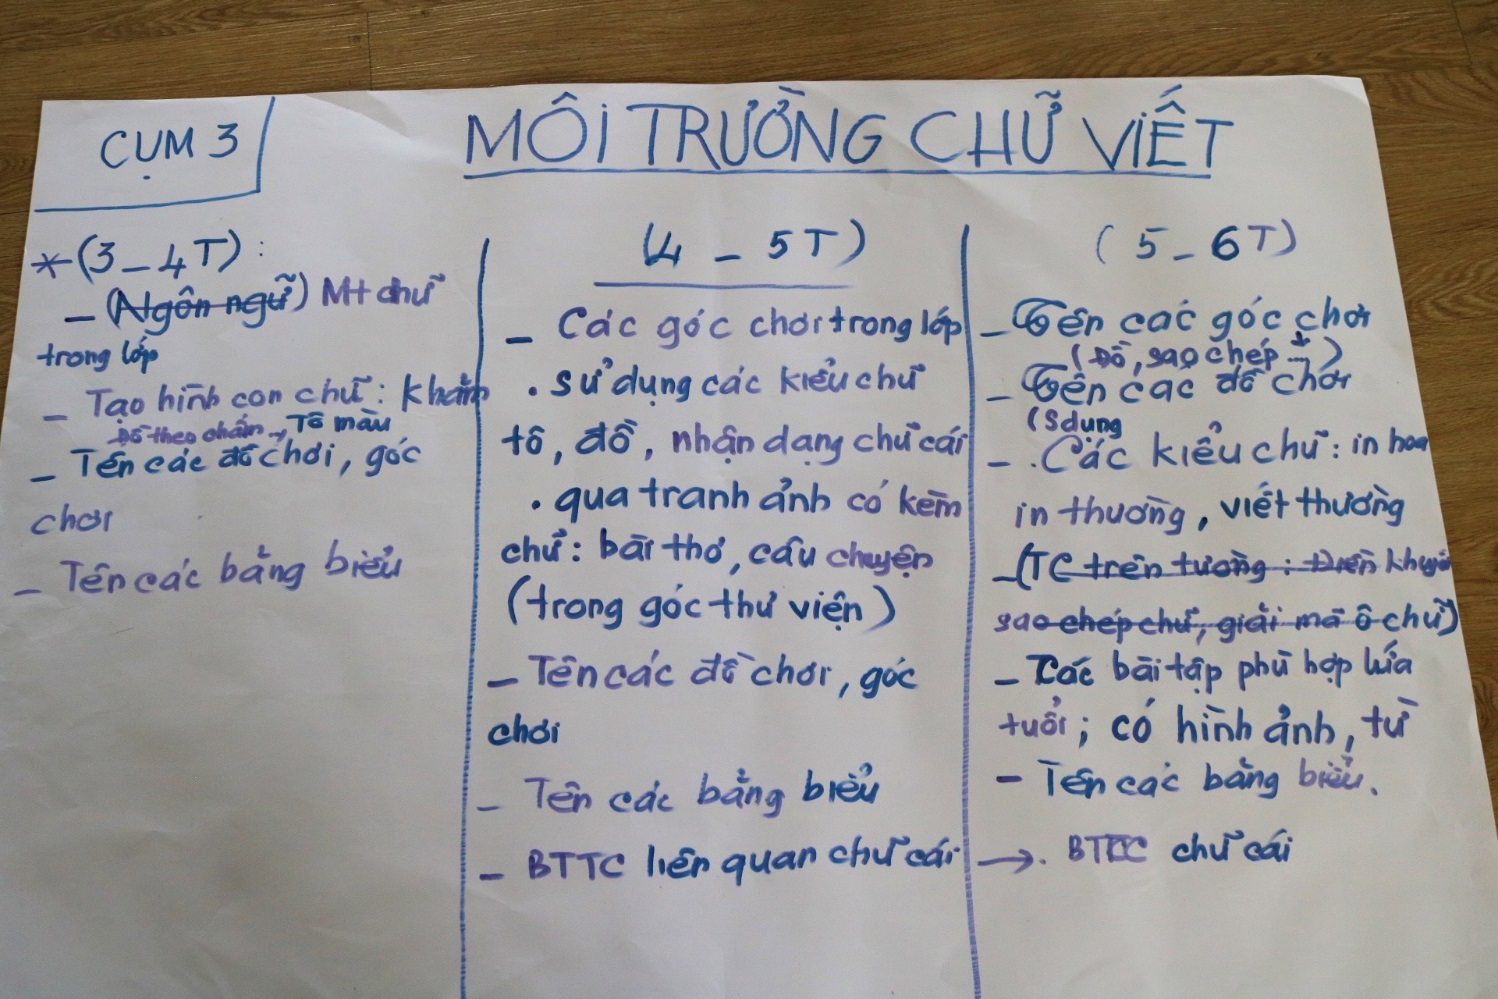 CỤM 3
MÔI TRƯỜNG CHỮ VIẾT
*(3_4T):
_ (Ngôn ngữ) Mt chữ
trong lớp
_ Tạo hình con chữ: khảm
Đồ theo chấm, Tô màu
_ Tên các đồ chơi, góc
chơi
_ Tên các bảng biểu
(4 _ 5T)
_ Các góc chơi trong lớp
. sử dụng các kiểu chữ
tô, đồ, nhận dạng chữ cái
. qua tranh ảnh có kèm
chữ: bài thơ, câu chuyện
(trong góc thư viện)
_ Tên các đồ chơi, góc
chơi
_ Tên các bảng biểu
_ BTTC liên quan chữ cái
(5_6T)
_ Tên các góc chơi
(Đồ, sao chép ...)
_ Tên các đồ chơi
(Sdụng
_ . Các kiểu chữ: in hoa
in thường, viết thường
_(TC trên tường: Điền khuyết
sao chép chữ, giải mã ô chữ)
_ Các bài tập phù hợp lứa
tuổi; có hình ảnh, từ
_ Tên các bảng biểu.
→. BTTC chữ cái